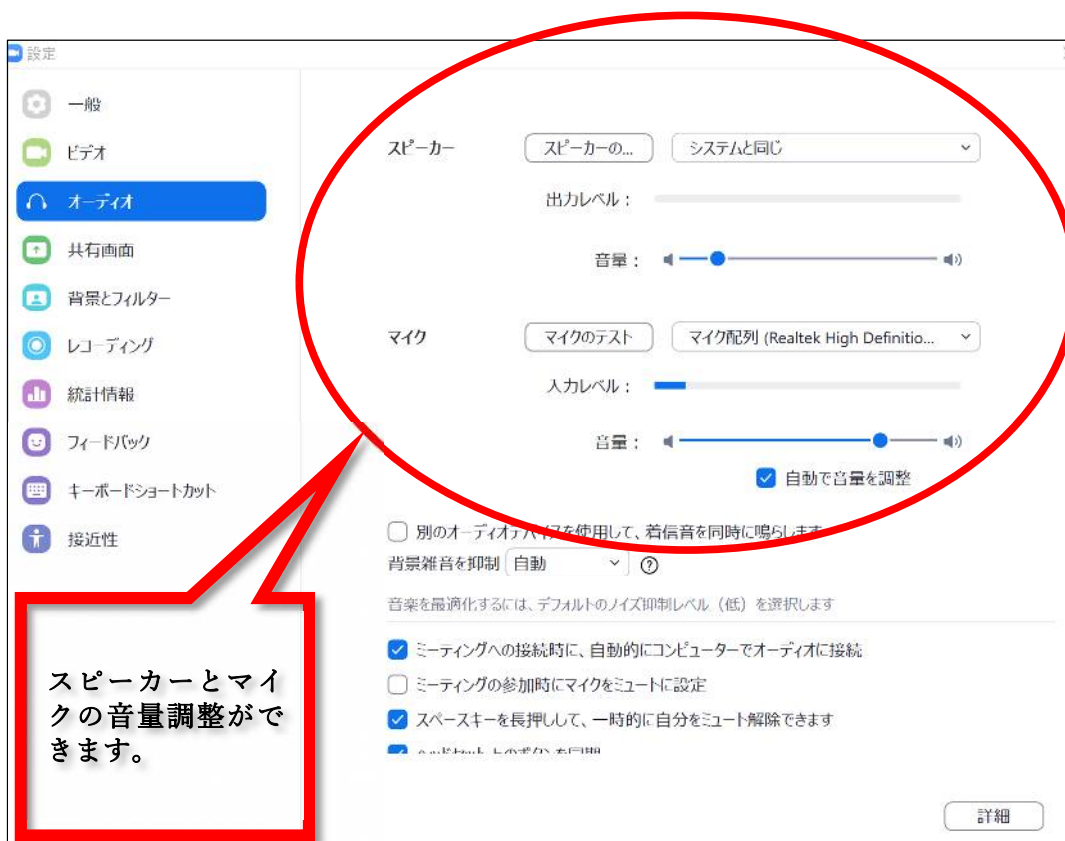 設定
一般
ビデオ
オーディオ
共有画面
背景とフィルター
レコーディング
統計情報
フィードバック
キーボードショートカット
接近性
スピーカー スピーカーの... システムと同じ
出力レベル：
音量：
マイク マイクのテスト マイク配列 (Realtek High Definitio...
入力レベル：
音量：
自動で音量を調整
別のオーディオデバイスを使用して、着信音を同時に鳴らします
背景雑音を抑制 自動
音楽を最適化するには、デフォルトのノイズ抑制レベル（低）を選択します
ミーティングへの接続時に、自動的にコンピューターでオーディオに接続
ミーティングの参加時にマイクをミュートに設定
スペースキーを長押しして、一時的に自分をミュート解除できます
ヘッドセット上のボタンを同期
詳細
スピーカーとマイ
クの音量調整がで
きます。